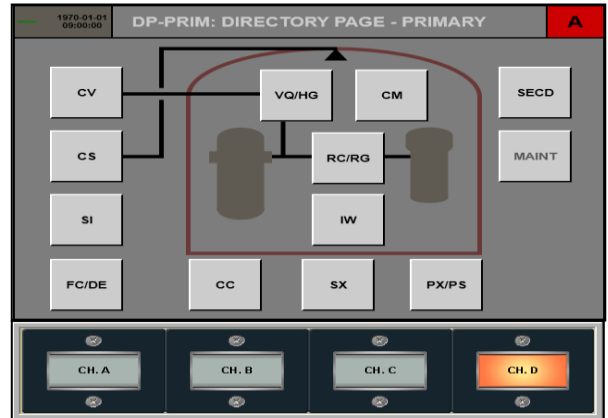 1970-01-01
09:00:00
DP-PRIM: DIRECTORY PAGE - PRIMARY
A
CV
VQ/HG
CM
SECD
CS
RC/RG
MAINT
SI
IW
FC/DE
CC
SX
PX/PS
CH. A
CH. B
CH. C
CH. D